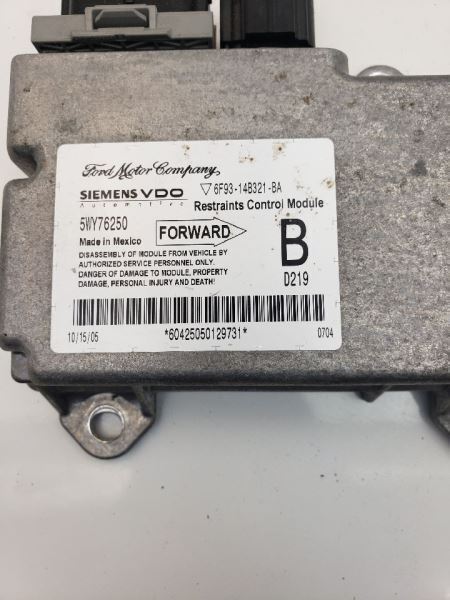 Ford Motor Company
SIEMENS VDO
Automotive
▽ 6F93-14B321-BA
Restraints Control Module
5WY76250
Made in Mexico
FORWARD
B
D219
DISASSEMBLY OF MODULE FROM VEHICLE BY
AUTHORIZED SERVICE PERSONNEL ONLY.
DANGER OF DAMAGE TO MODULE, PROPERTY
DAMAGE, PERSONAL INJURY AND DEATH!
10/15/05
*60425050129731*
0704